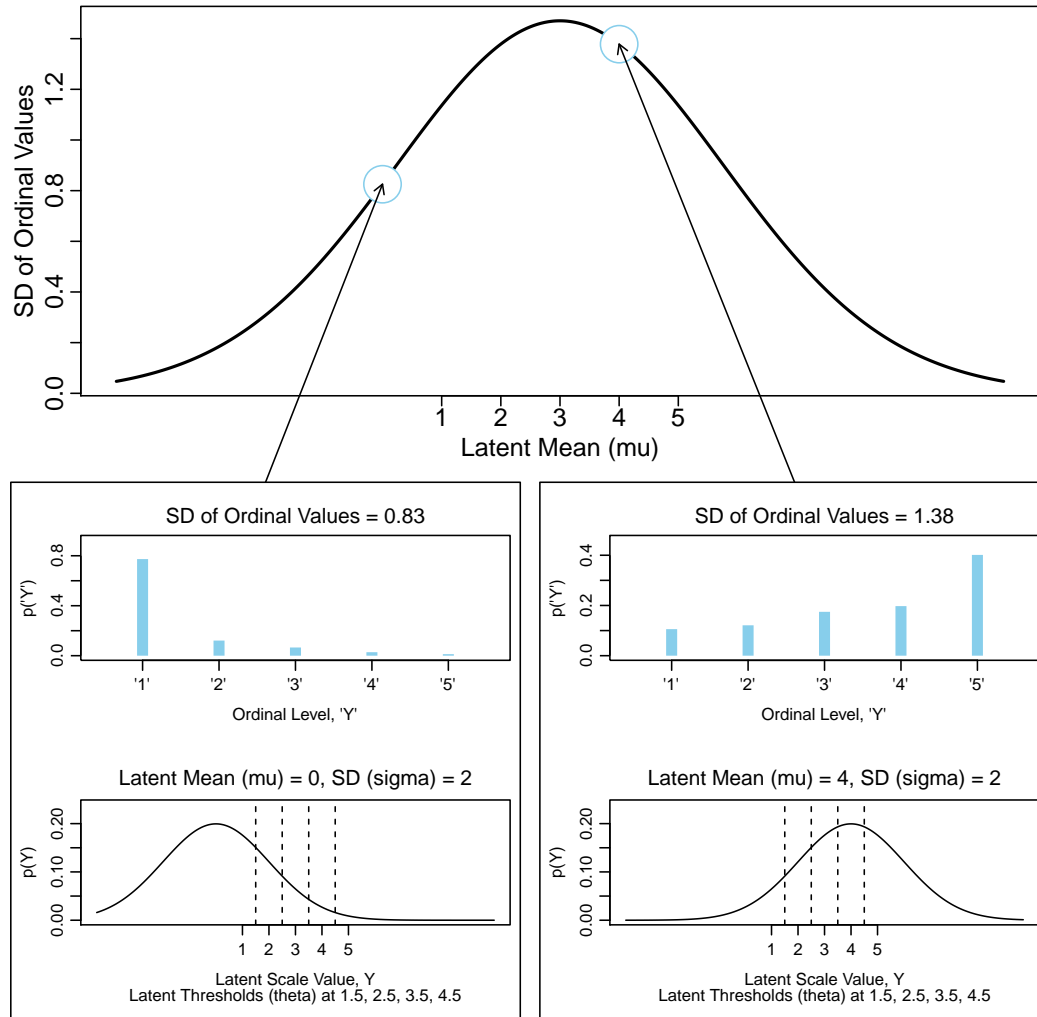 SD of Ordinal Values
0.0 0.4 0.8 1.2
1 2 3 4 5
Latent Mean (mu)
SD of Ordinal Values = 0.83
p('Y')
0.0 0.4 0.8
'1' '2' '3' '4' '5'
Ordinal Level, 'Y'
Latent Mean (mu) = 0, SD (sigma) = 2
p(Y)
0.00 0.10 0.20
1 2 3 4 5
Latent Scale Value, Y
Latent Thresholds (theta) at 1.5, 2.5, 3.5, 4.5
SD of Ordinal Values = 1.38
p('Y')
0.0 0.2 0.4
'1' '2' '3' '4' '5'
Ordinal Level, 'Y'
Latent Mean (mu) = 4, SD (sigma) = 2
p(Y)
0.00 0.10 0.20
1 2 3 4 5
Latent Scale Value, Y
Latent Thresholds (theta) at 1.5, 2.5, 3.5, 4.5